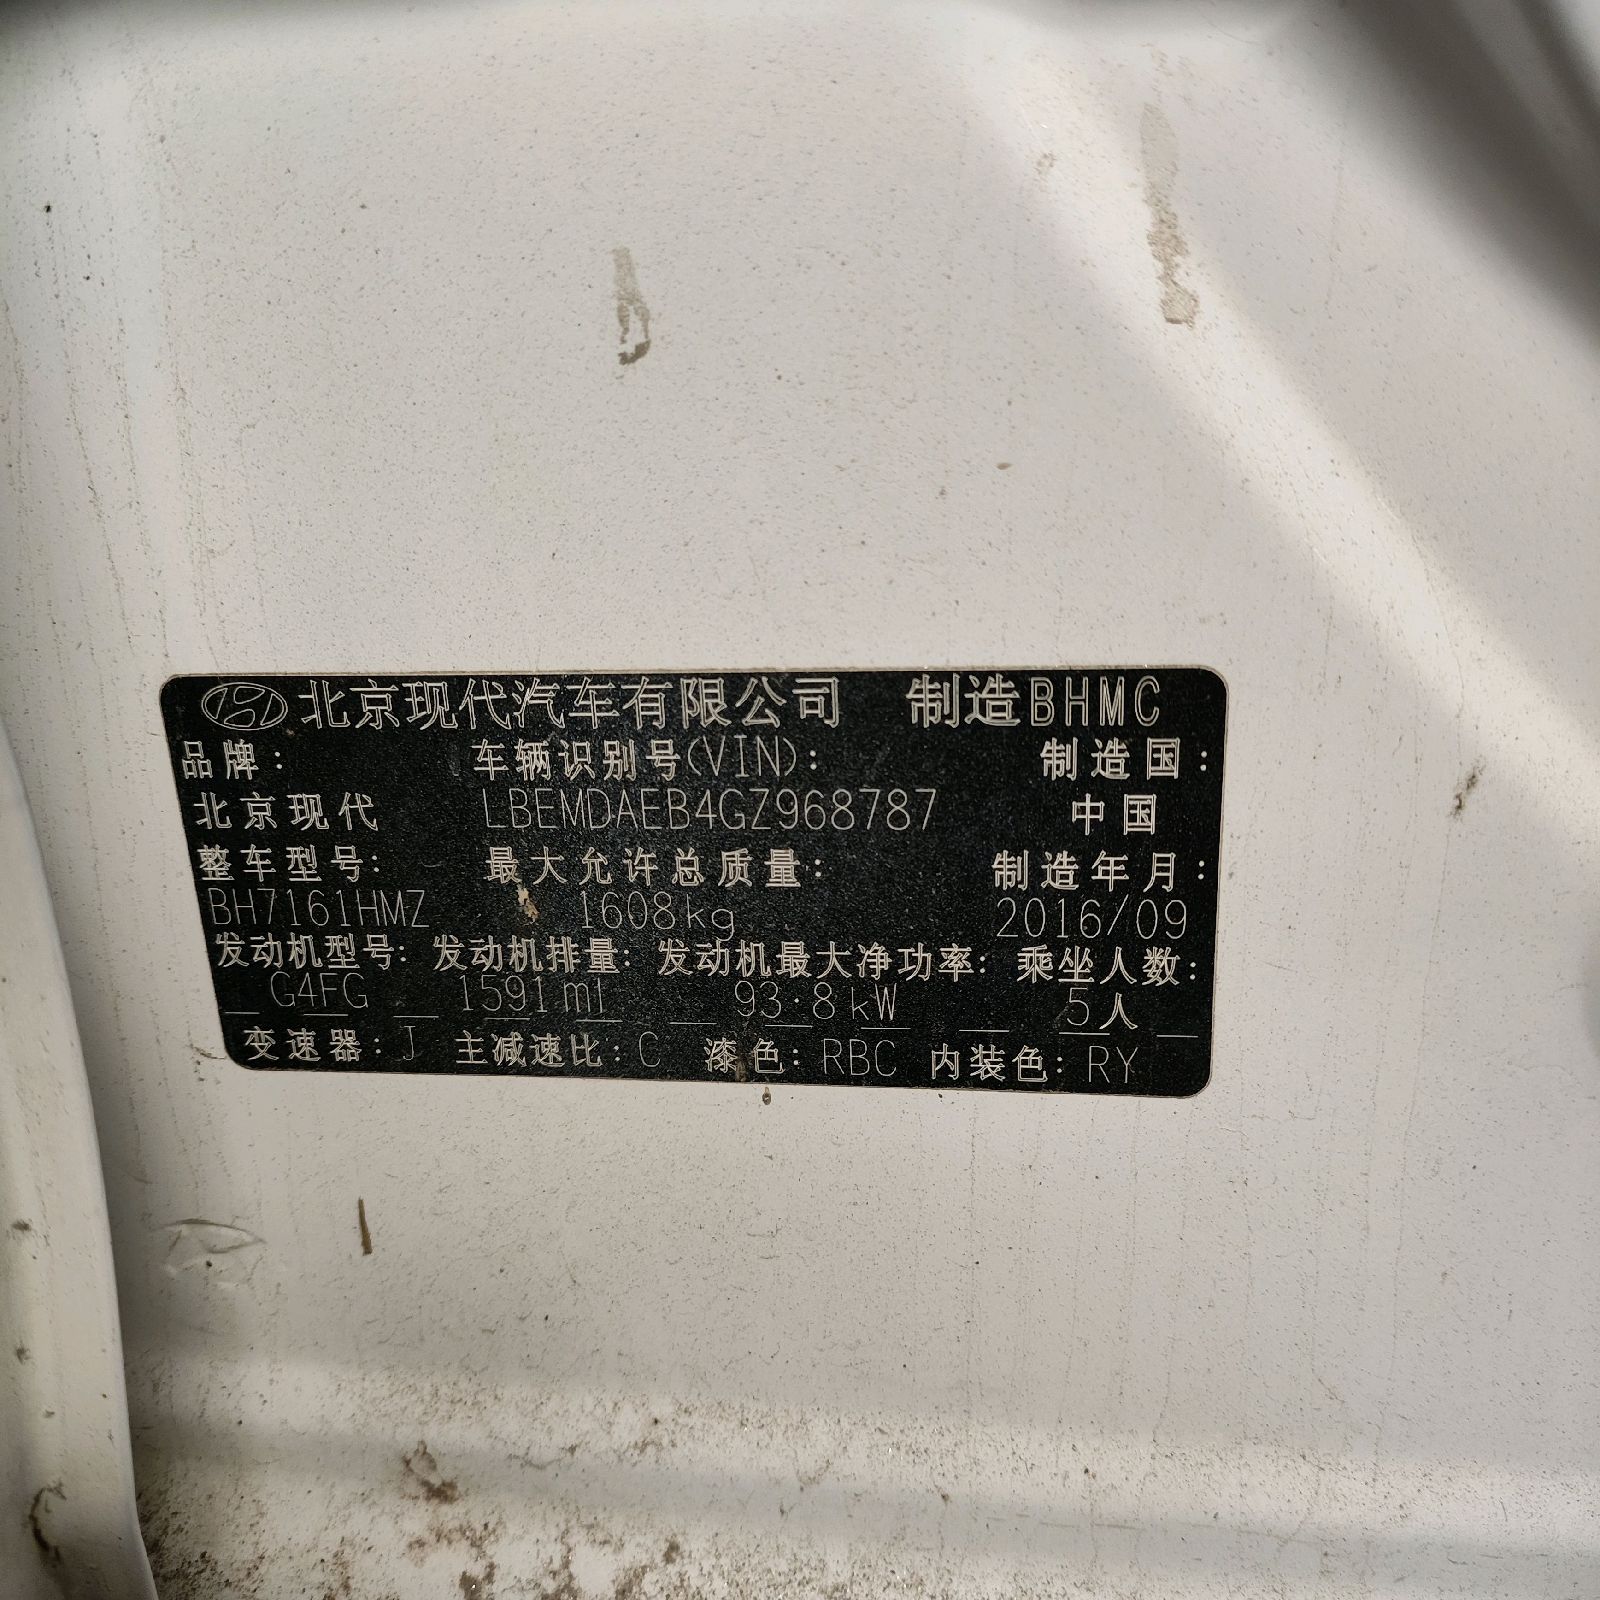 北京现代汽车有限公司 制造BHMC
品牌: 车辆识别号(VIN): 制造国:
北京现代 LBEMDAEB4GZ968787 中国
整车型号: 最大允许总质量: 制造年月:
BH7161HMZ 1608kg 2016/09
发动机型号: 发动机排量: 发动机最大净功率: 乘坐人数:
G4FG 1591ml 93.8kW 5人
变速器: J 主减速比: C 漆色: RBC 内装色: RY